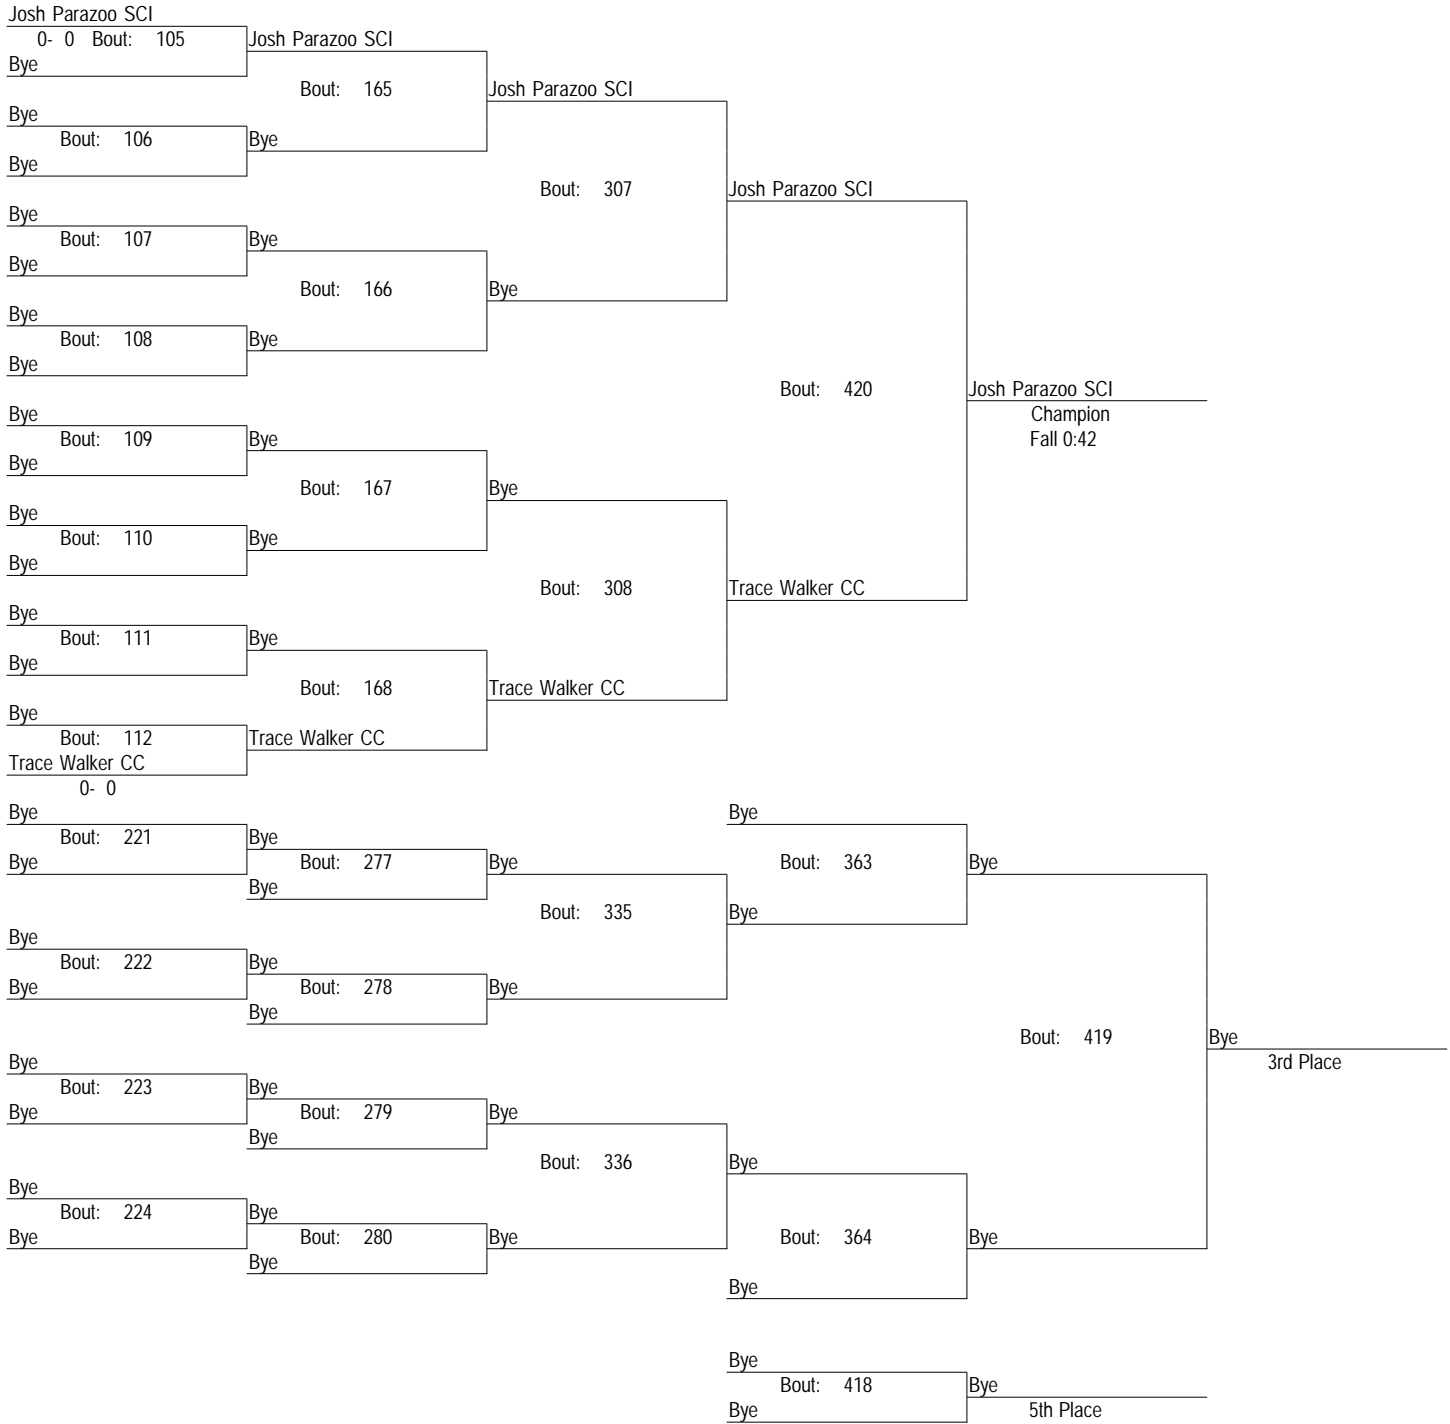 Josh Parazoo SCI
0- 0 Bout: 105 Josh Parazoo SCI
Bye
Bout: 165 Josh Parazoo SCI
Bye
Bout: 106 Bye
Bye
Bout: 307 Josh Parazoo SCI
Bye
Bout: 107 Bye
Bye
Bout: 166 Bye
Bye
Bout: 108 Bye
Bye
Bout: 420 Josh Parazoo SCI
Bye Champion
Bout: 109 Bye Fall 0:42
Bye
Bout: 167 Bye
Bye
Bout: 110 Bye
Bye
Bout: 308 Trace Walker CC
Bye
Bout: 111 Bye
Bye
Bout: 168 Trace Walker CC
Bye
Bout: 112 Trace Walker CC
Trace Walker CC
0- 0
Bye Bye
Bout: 221 Bye
Bye Bout: 277 Bye Bout: 363 Bye
Bye
Bout: 335 Bye
Bye
Bout: 222 Bye
Bye Bout: 278 Bye
Bye
Bout: 419 Bye
Bye 3rd Place
Bout: 223 Bye
Bye Bout: 279 Bye
Bye
Bout: 336 Bye
Bye
Bout: 224 Bye
Bye Bout: 280 Bye Bout: 364 Bye
Bye
Bye
Bye
Bout: 418 Bye
Bye 5th Place